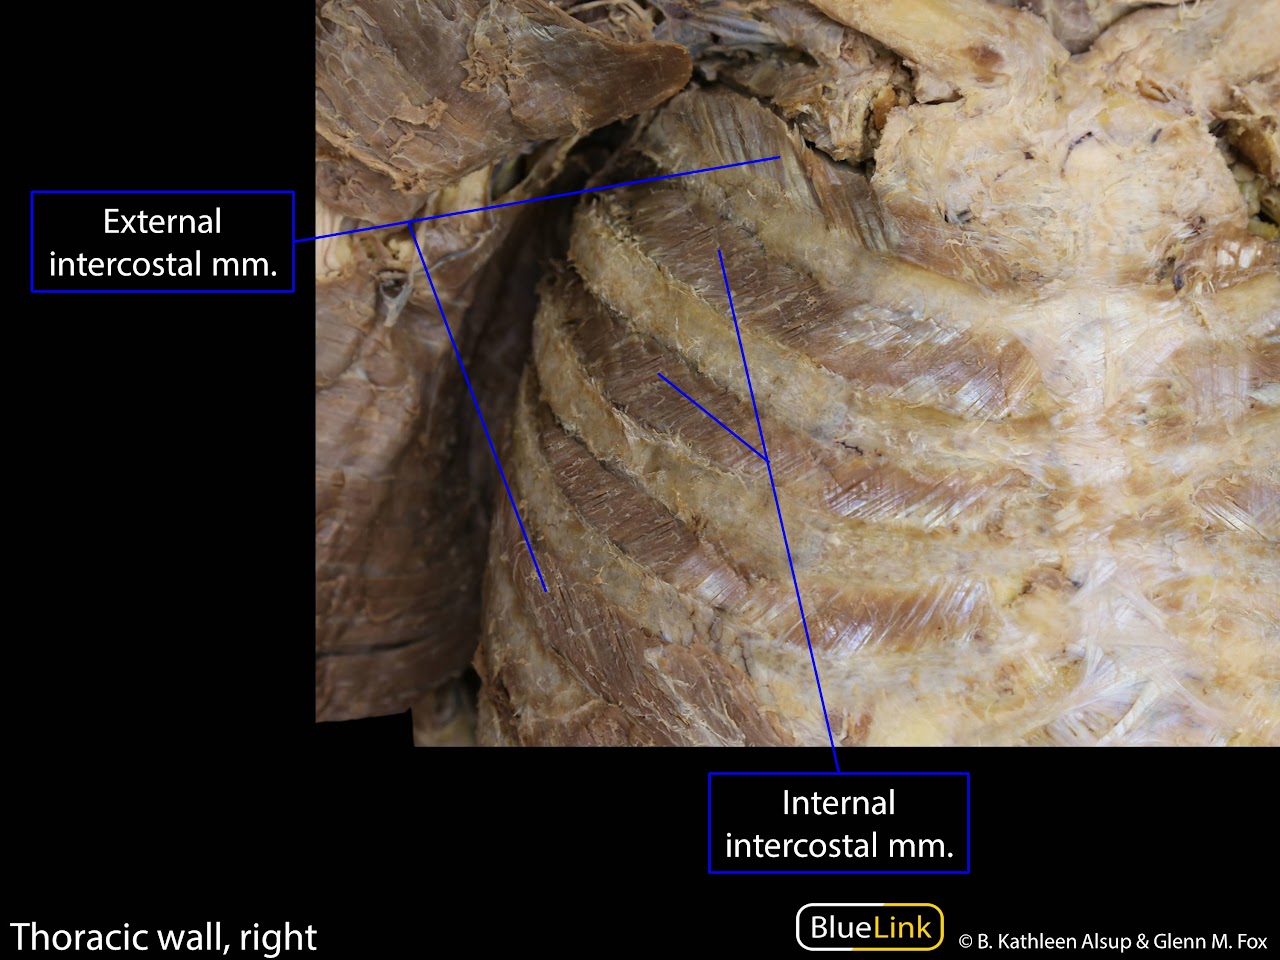 External
intercostal mm.
Internal
intercostal mm.
Thoracic wall, right
BlueLink
© B. Kathleen Alsup & Glenn M. Fox